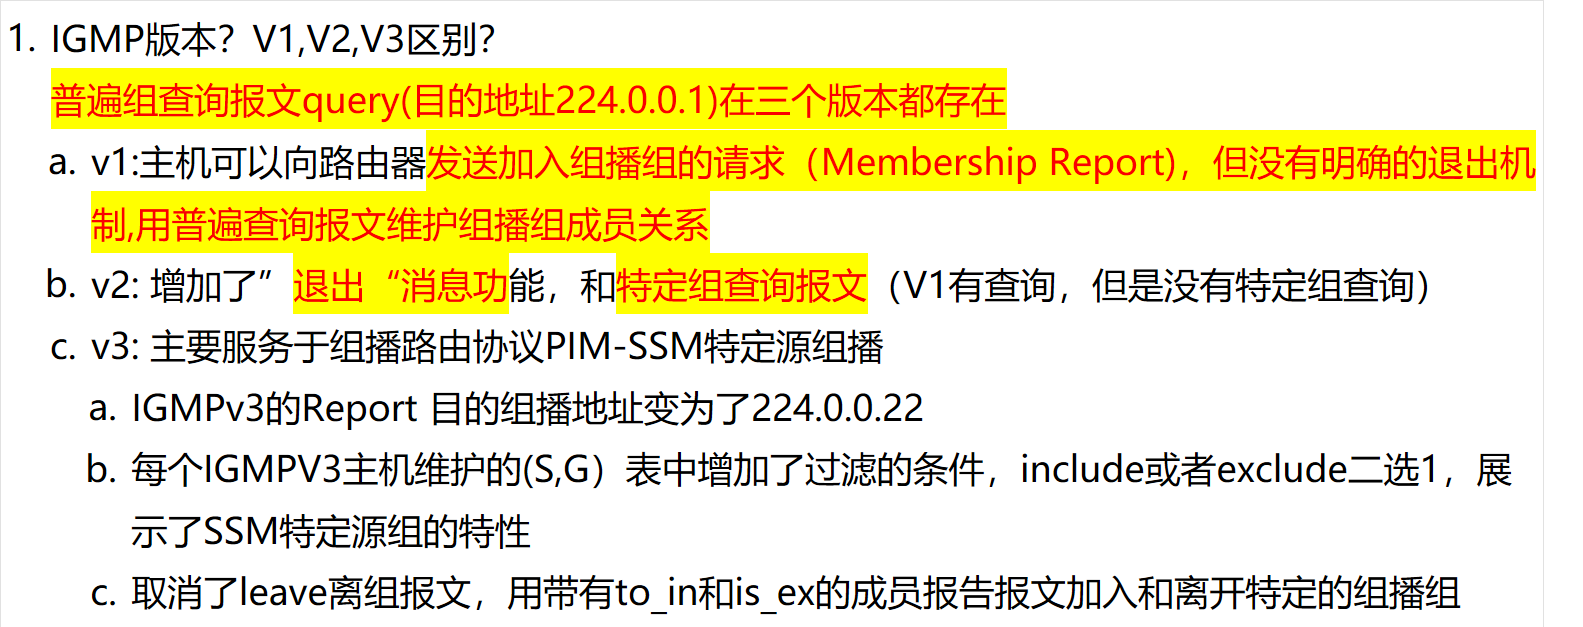 1. IGMP版本？V1,V2,V3区别？
普遍组查询报文query(目的地址224.0.0.1)在三个版本都存在
a. v1:主机可以向路由器发送加入组播组的请求（Membership Report)，但没有明确的退出机
制,用普遍查询报文维护组播组成员关系
b. v2: 增加了”退出“消息功能，和特定组查询报文（V1有查询，但是没有特定组查询）
c. v3: 主要服务于组播路由协议PIM-SSM特定源组播
a. IGMPv3的Report 目的组播地址变为了224.0.0.22
b. 每个IGMPV3主机维护的(S,G）表中增加了过滤的条件，include或者exclude二选1，展
示了SSM特定源组的特性
c. 取消了leave离组报文，用带有to_in和is_ex的成员报告报文加入和离开特定的组播组